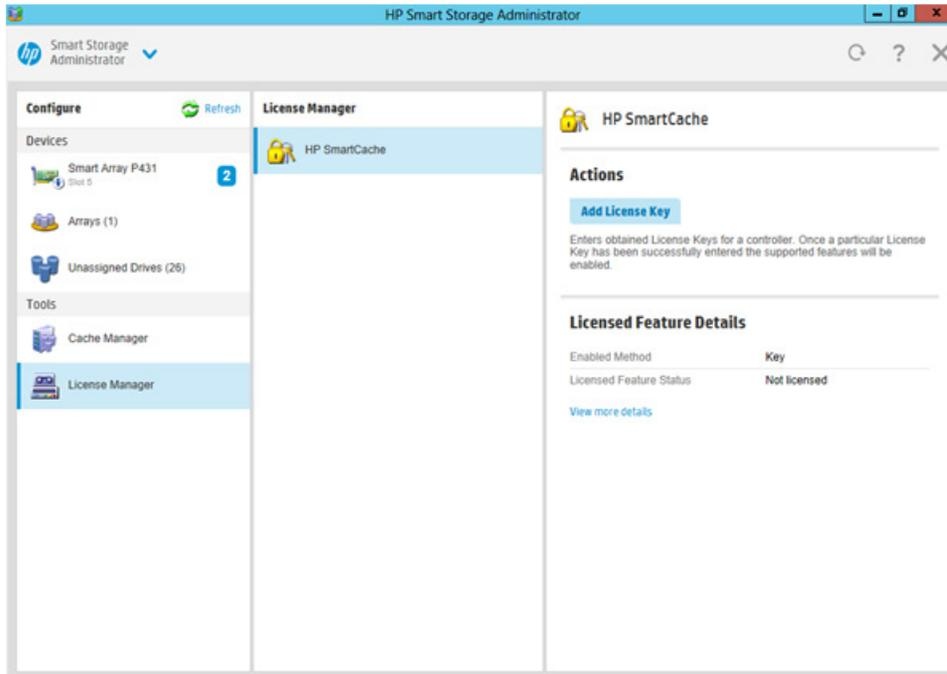 HP Smart Storage Administrator
hp
Smart Storage
Administrator
?
Configure
Refresh
Devices
Smart Array P431
Slot 5
2
Arrays (1)
Unassigned Drives (26)
Tools
Cache Manager
License Manager
License Manager
HP SmartCache
HP SmartCache
Actions
Add License Key
Enters obtained License Keys for a controller. Once a particular License
Key has been successfully entered the supported features will be
enabled.
Licensed Feature Details
Enabled Method Key
Licensed Feature Status Not licensed
View more details